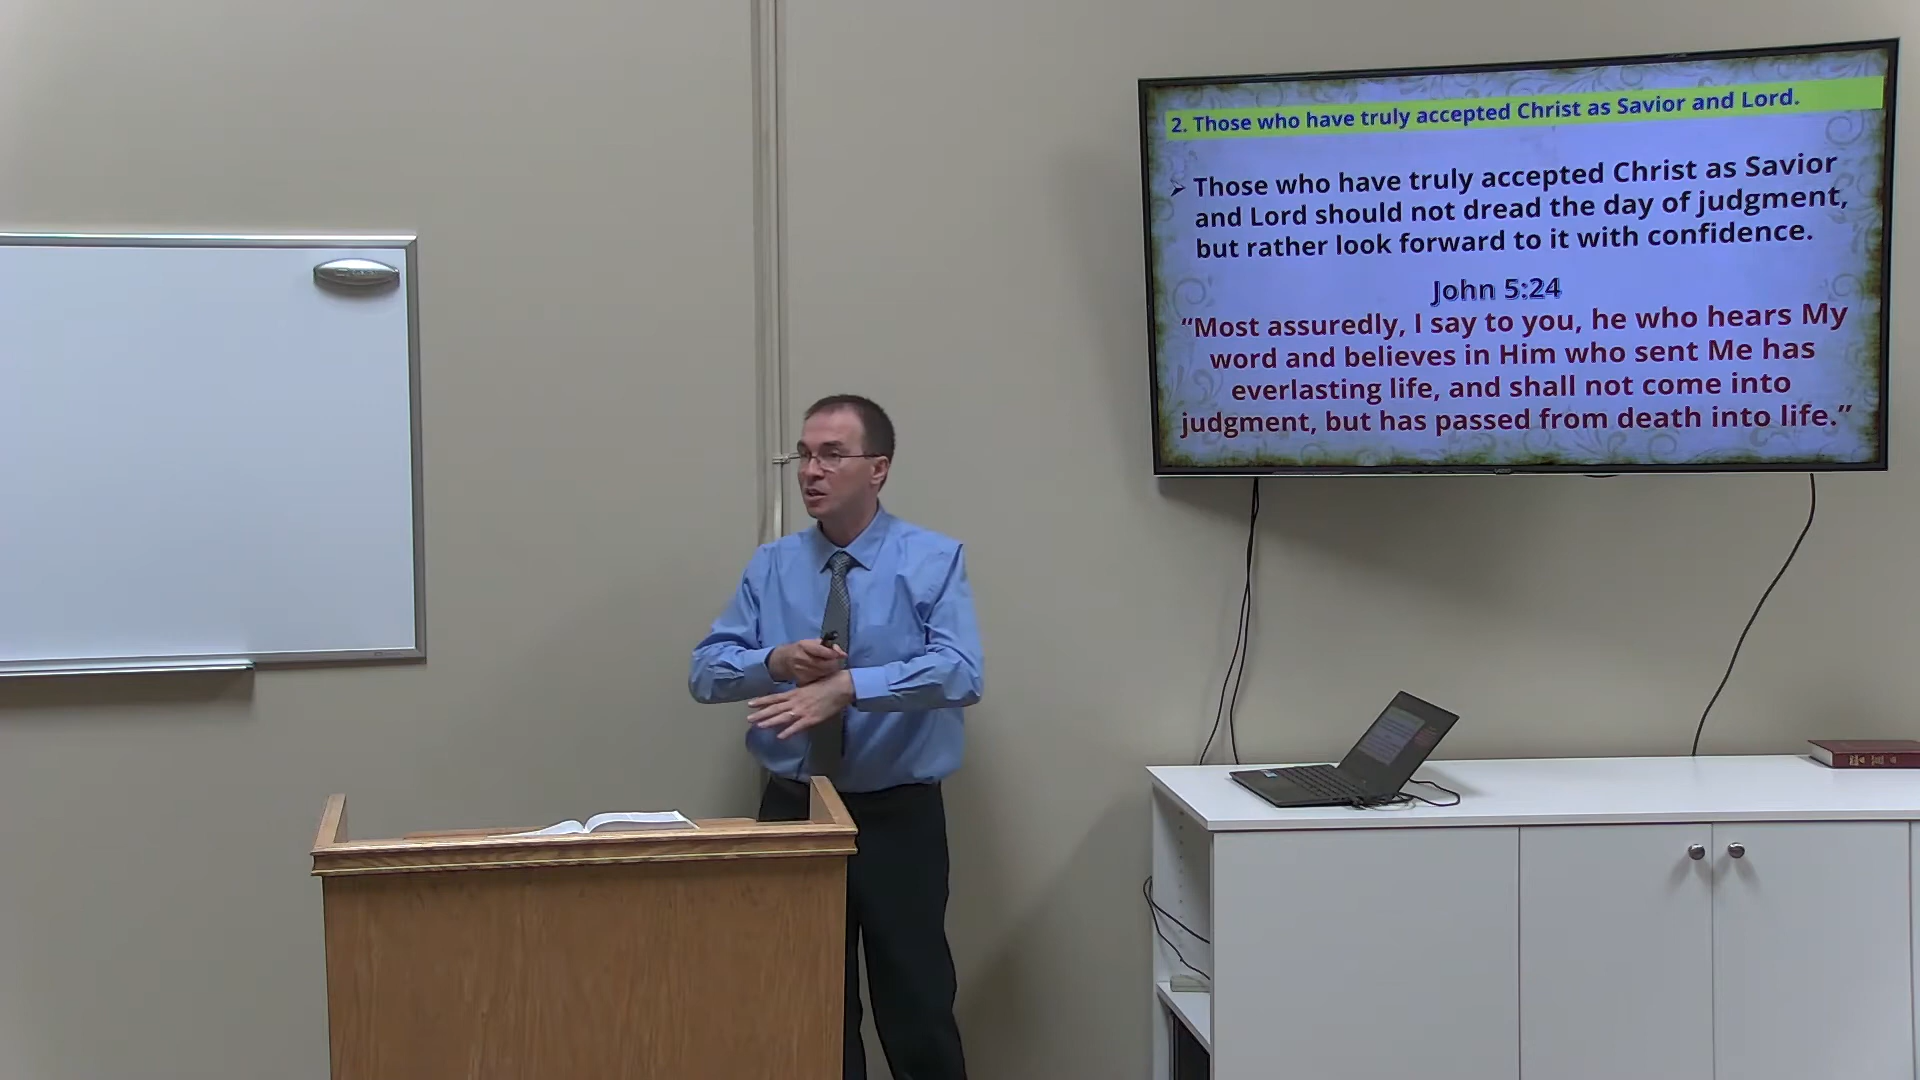 2. Those who have truly accepted Christ as Savior and Lord.
➢ Those who have truly accepted Christ as Savior
and Lord should not dread the day of judgment,
but rather look forward to it with confidence.
John 5:24
“Most assuredly, I say to you, he who hears My
word and believes in Him who sent Me has
everlasting life, and shall not come into
judgment, but has passed from death into life.”
VIZIO